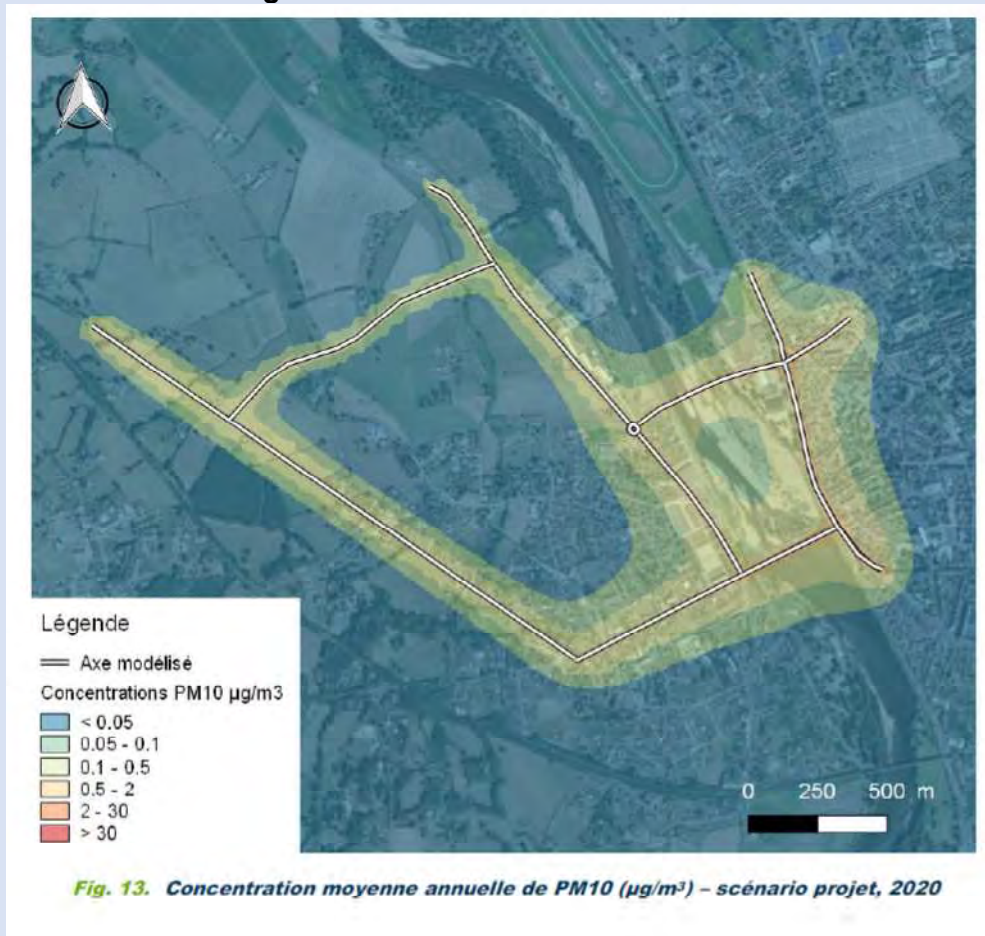 Légende
Axe modélisé
Concentrations PM10 µg/m3
< 0.05
0.05 - 0.1
0.1 - 0.5
0.5 - 2
2 - 30
> 30
0 250 500 m
Fig. 13. Concentration moyenne annuelle de PM10 (µg/m³) – scénario projet, 2020